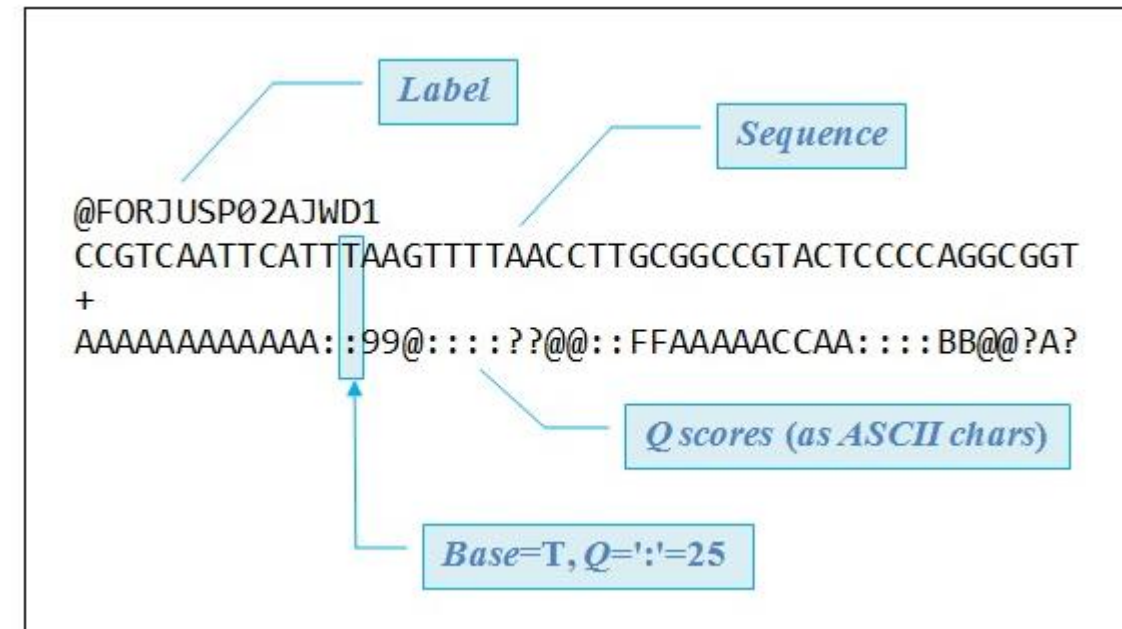 Label
Sequence
@FORJUSP02AJWD1
CCGTCAATTCATTTAAGTTTTAACCTTGCGGCCGTACTCCCCAGGCGGT
+
AAAAAAAAAAAA::99@::::??@@::FFAAAAACCAA::::BB@@?A?
Q scores (as ASCII chars)
Base=T, Q=':'=25